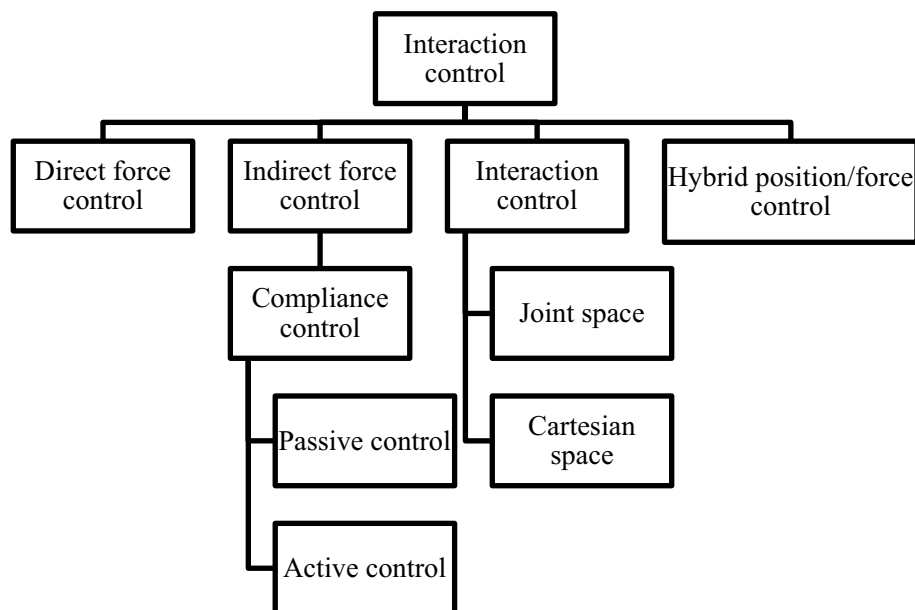 Interaction
control
Direct force
control
Indirect force
control
Interaction
control
Hybrid position/force
control
Compliance
control
Joint space
Passive control
Cartesian
space
Active control